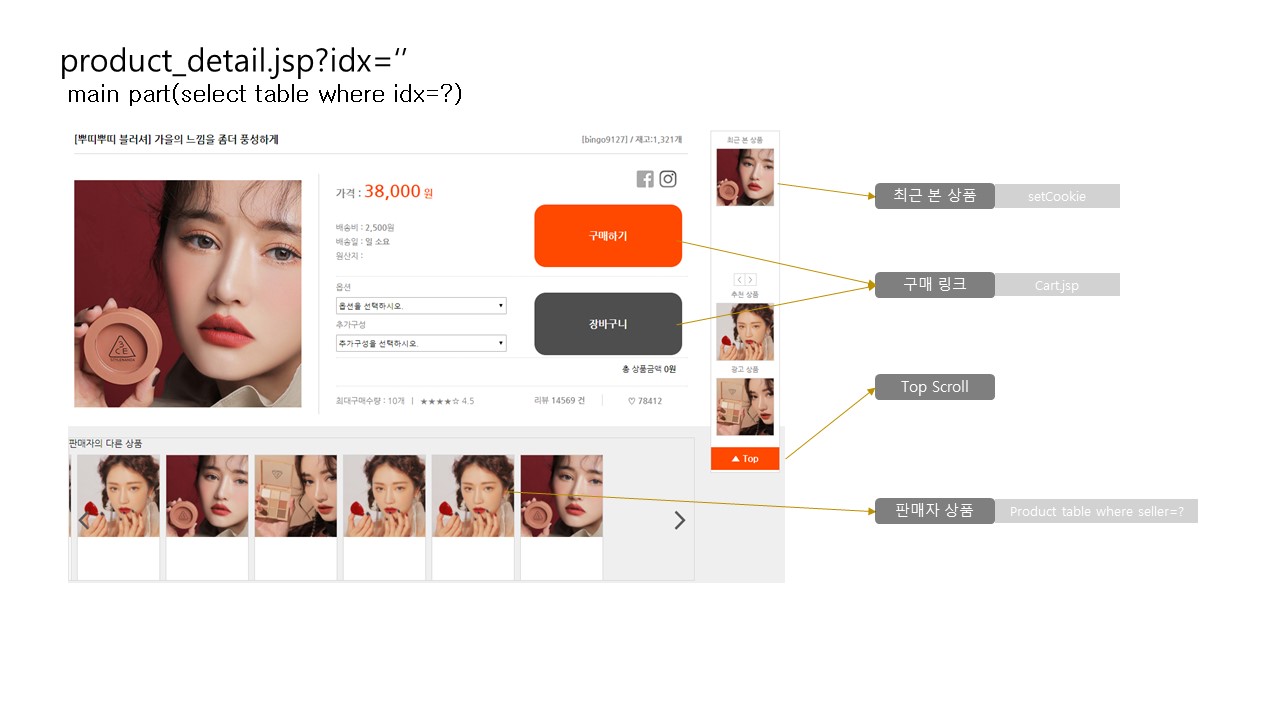 product_detail.jsp?idx=‘’
main part(select table where idx=?)
[뿌띠뿌띠 블러셔] 가을의 느낌을 좀더 풍성하게
[bingo9127] / 재고:1,321개
가격 : 38,000 원
배송비 : 2,500원
배송일 : 일 소요
원산지 :
옵션
옵션을 선택하시오.
추가구성
추가구성을 선택하시오.
구매하기
장바구니
총 상품금액 0원
최대구매수량 : 10개 | ★★★★☆ 4.5
리뷰 14569 건
♡ 78412
최근 본 상품
추천 상품
광고 상품
▲ Top
판매자의 다른 상품
3CE
STYLENANDA
최근 본 상품
setCookie
구매 링크
Cart.jsp
Top Scroll
판매자 상품
Product table where seller=?